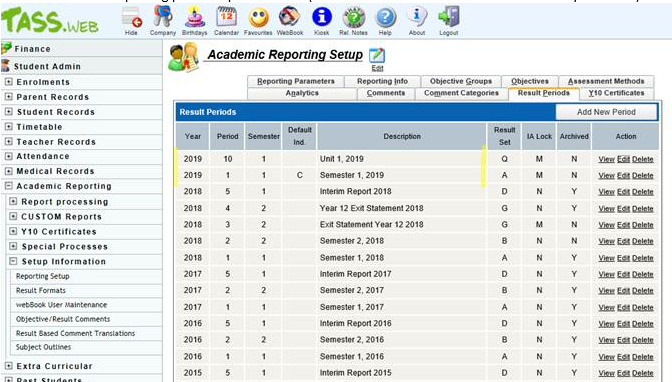 TASS.WEB
Hide Company Birthdays Calendar Favourites WebBook Kiosk Rel. Notes Help About Logout
Finance
Student Admin
Enrolments
Parent Records
Student Records
Timetable
Teacher Records
Attendance
Medical Records
Academic Reporting
Report processing
CUSTOM Reports
Y10 Certificates
Special Processes
Setup Information
Reporting Setup
Result Formats
webBook User Maintenance
Objective/Result Comments
Result Based Comment Translations
Subject Outlines
Extra Curricular
Past Students
Academic Reporting Setup
Edit
Reporting Parameters Reporting Info Objective Groups Objectives Assessment Methods
Analytics Comments Comment Categories Result Periods Y10 Certificates
Result Periods Add New Period
Year Period Semester Default Ind. Description Result Set IA Lock Archived Action
2019 10 1 Unit 1, 2019 Q M N View Edit Delete
2019 1 1 C Semester 1, 2019 A M N View Edit Delete
2018 5 1 Interim Report 2018 D N Y View Edit Delete
2018 4 2 Year 12 Exit Statement 2018 G N Y View Edit Delete
2018 3 2 Exit Statement Year 12 2018 G M N View Edit Delete
2018 2 2 Semester 2, 2018 B N N View Edit Delete
2018 1 1 Semester 1, 2018 A N Y View Edit Delete
2017 5 1 Interim Report 2017 D N Y View Edit Delete
2017 2 2 Semester 2, 2017 B N Y View Edit Delete
2017 1 1 Semester 1, 2017 A N Y View Edit Delete
2016 5 1 Interim Report 2016 D N Y View Edit Delete
2016 2 2 Semester 2, 2016 B N Y View Edit Delete
2016 1 1 Semester 1, 2016 A N Y View Edit Delete
2015 5 1 Interim Report 2015 D N Y View Edit Delete